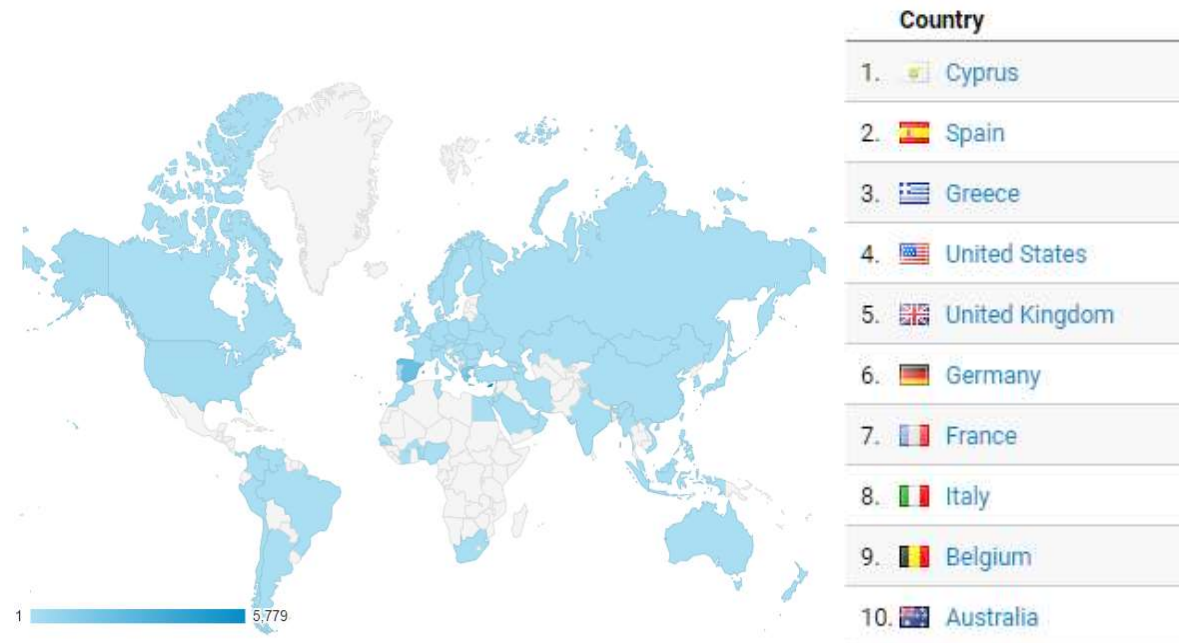 Country
1. Cyprus
2. Spain
3. Greece
4. United States
5. United Kingdom
6. Germany
7. France
8. Italy
9. Belgium
10. Australia
1 5,779